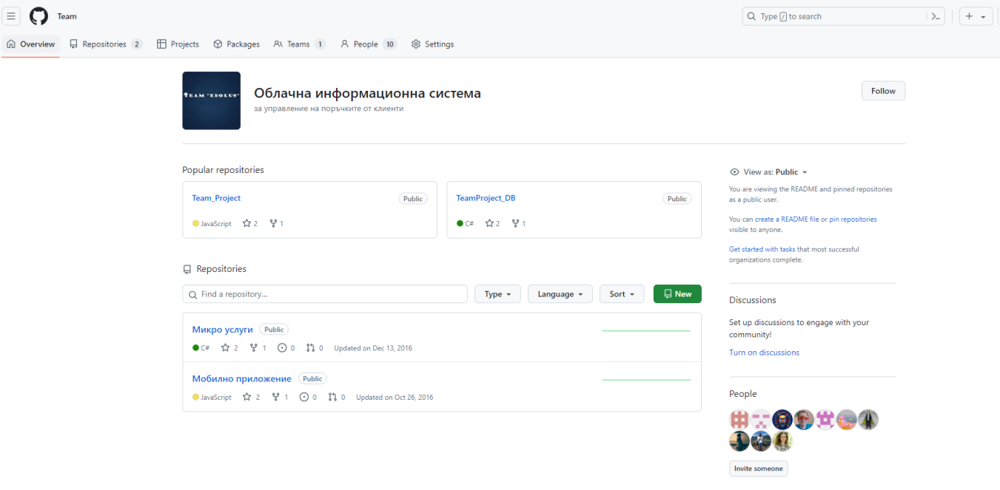 Team
Type / to search
Overview
Repositories 2
Projects
Packages
Teams 1
People 10
Settings
TEAM "EDOLUS"
Облачна информационна система
за управление на поръчките от клиенти
Follow
Popular repositories
Team_Project
Public
JavaScript 2 1
TeamProject_DB
Public
C# 2 1
View as: Public
You are viewing the README and pinned repositories
as a public user.
You can create a README file or pin repositories
visible to anyone.
Get started with tasks that most successful
organizations complete.
Repositories
Find a repository...
Type
Language
Sort
New
Микро услуги Public
C# 2 1 0 0 Updated on Dec 13, 2016
Мобилно приложение Public
JavaScript 2 1 0 0 Updated on Oct 26, 2016
Discussions
Set up discussions to engage with your
community!
Turn on discussions
People
Invite someone